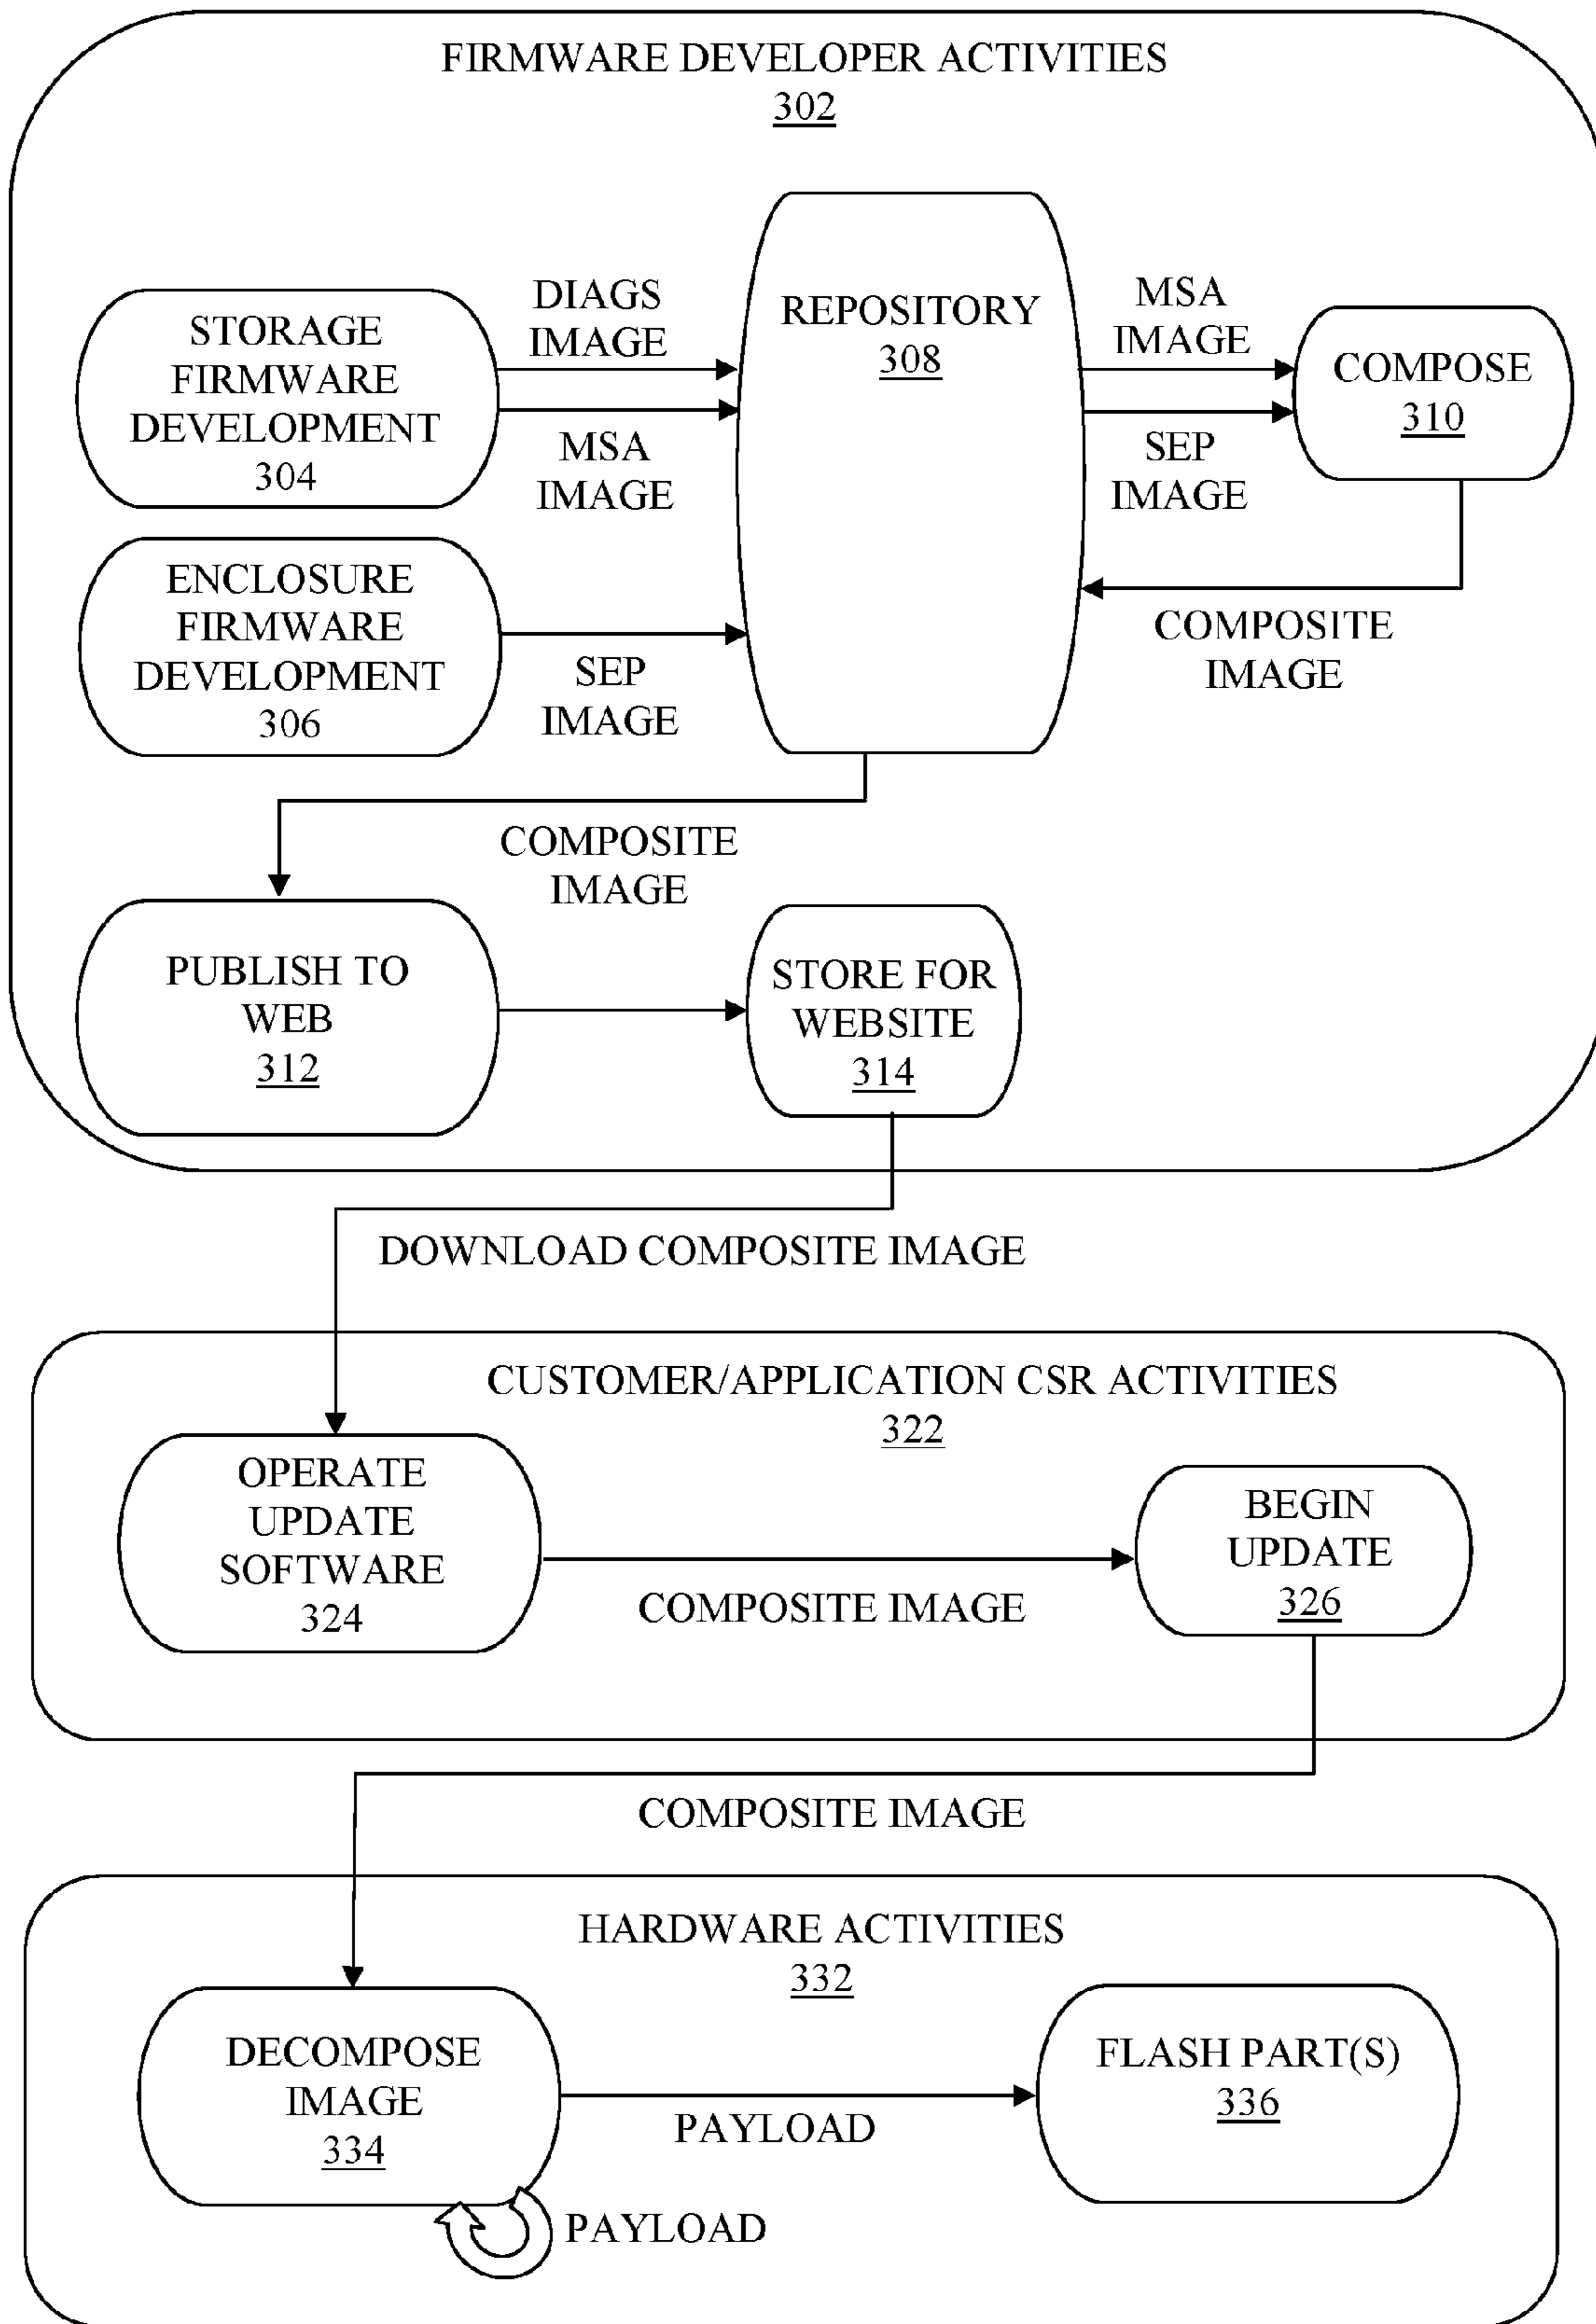 FIRMWARE DEVELOPER ACTIVITIES
302
STORAGE
FIRMWARE
DEVELOPMENT
304
DIAGS
IMAGE
MSA
IMAGE
REPOSITORY
308
MSA
IMAGE
SEP
IMAGE
COMPOSE
310
ENCLOSURE
FIRMWARE
DEVELOPMENT
306
SEP
IMAGE
COMPOSITE
IMAGE
COMPOSITE
IMAGE
PUBLISH TO
WEB
312
STORE FOR
WEBSITE
314
DOWNLOAD COMPOSITE IMAGE
CUSTOMER/APPLICATION CSR ACTIVITIES
322
OPERATE
UPDATE
SOFTWARE
324
COMPOSITE IMAGE
BEGIN
UPDATE
326
COMPOSITE IMAGE
HARDWARE ACTIVITIES
332
DECOMPOSE
IMAGE
334
PAYLOAD
FLASH PART(S)
336
PAYLOAD